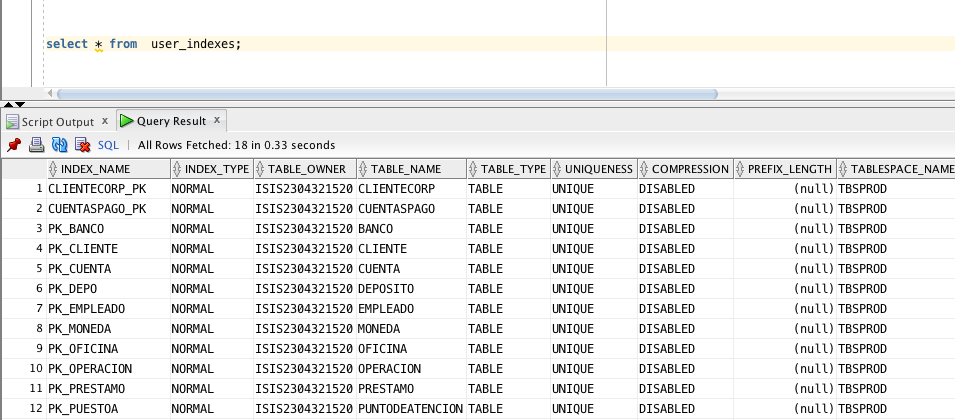 select * from user_indexes;
Script Output x Query Result x
SQL | All Rows Fetched: 18 in 0.33 seconds
INDEX_NAME INDEX_TYPE TABLE_OWNER TABLE_NAME TABLE_TYPE UNIQUENESS COMPRESSION PREFIX_LENGTH TABLESPACE_NAME
1 CLIENTECORP_PK NORMAL ISIS2304321520 CLIENTECORP TABLE UNIQUE DISABLED (null) TBSPROD
2 CUENTASPAGO_PK NORMAL ISIS2304321520 CUENTASPAGO TABLE UNIQUE DISABLED (null) TBSPROD
3 PK_BANCO NORMAL ISIS2304321520 BANCO TABLE UNIQUE DISABLED (null) TBSPROD
4 PK_CLIENTE NORMAL ISIS2304321520 CLIENTE TABLE UNIQUE DISABLED (null) TBSPROD
5 PK_CUENTA NORMAL ISIS2304321520 CUENTA TABLE UNIQUE DISABLED (null) TBSPROD
6 PK_DEPO NORMAL ISIS2304321520 DEPOSITO TABLE UNIQUE DISABLED (null) TBSPROD
7 PK_EMPLEADO NORMAL ISIS2304321520 EMPLEADO TABLE UNIQUE DISABLED (null) TBSPROD
8 PK_MONEDA NORMAL ISIS2304321520 MONEDA TABLE UNIQUE DISABLED (null) TBSPROD
9 PK_OFICINA NORMAL ISIS2304321520 OFICINA TABLE UNIQUE DISABLED (null) TBSPROD
10 PK_OPERACION NORMAL ISIS2304321520 OPERACION TABLE UNIQUE DISABLED (null) TBSPROD
11 PK_PRESTAMO NORMAL ISIS2304321520 PRESTAMO TABLE UNIQUE DISABLED (null) TBSPROD
12 PK_PUESTOA NORMAL ISIS2304321520 PUNTODEATENCION TABLE UNIQUE DISABLED (null) TBSPROD